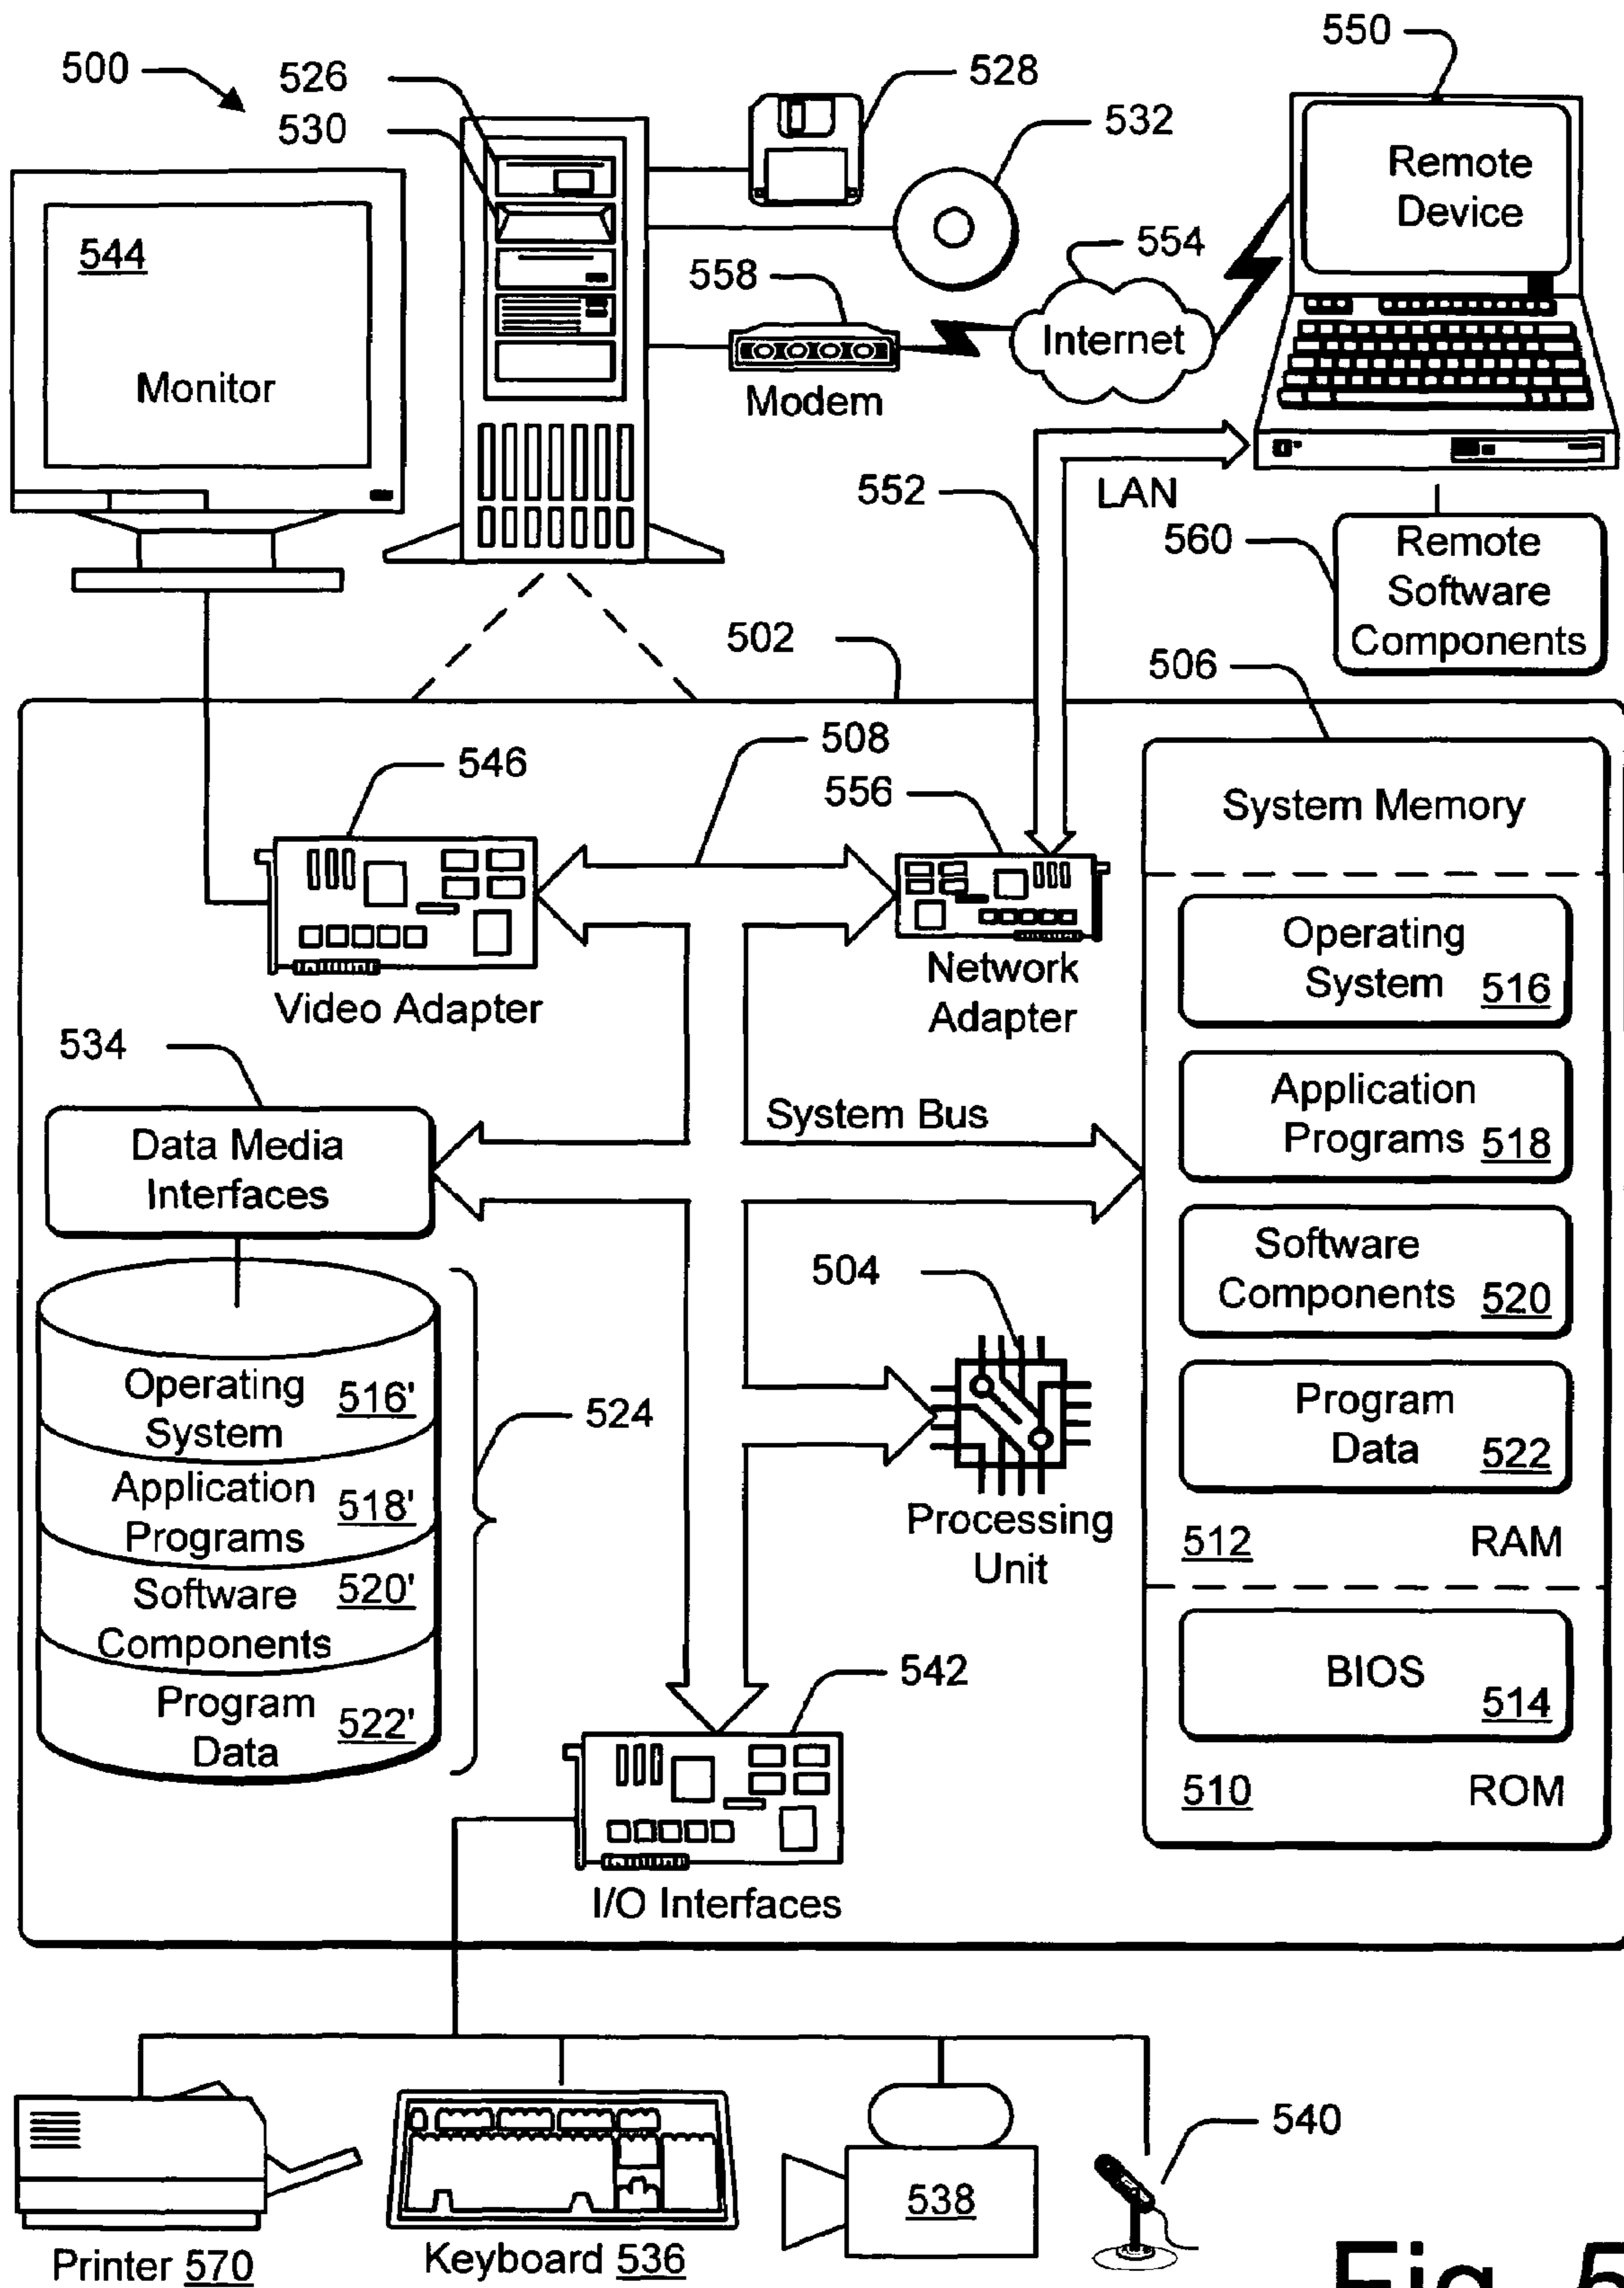 500
526
530
528
532
550
Remote
Device
544
Monitor
558
Modem
554
Internet
552
LAN
560
Remote
Software
Components
502
506
546
508
556
Video Adapter
Network
Adapter
System Memory
Operating
System 516
Application
Programs 518
Software
Components 520
Program
Data 522
512 RAM
BIOS
514
510 ROM
534
Data Media
Interfaces
System Bus
504
Processing
Unit
Operating
System 516'
Application
Programs 518'
Software
Components 520'
Program
Data 522'
524
542
I/O Interfaces
Printer 570
Keyboard 536
538
540
Fig. 5